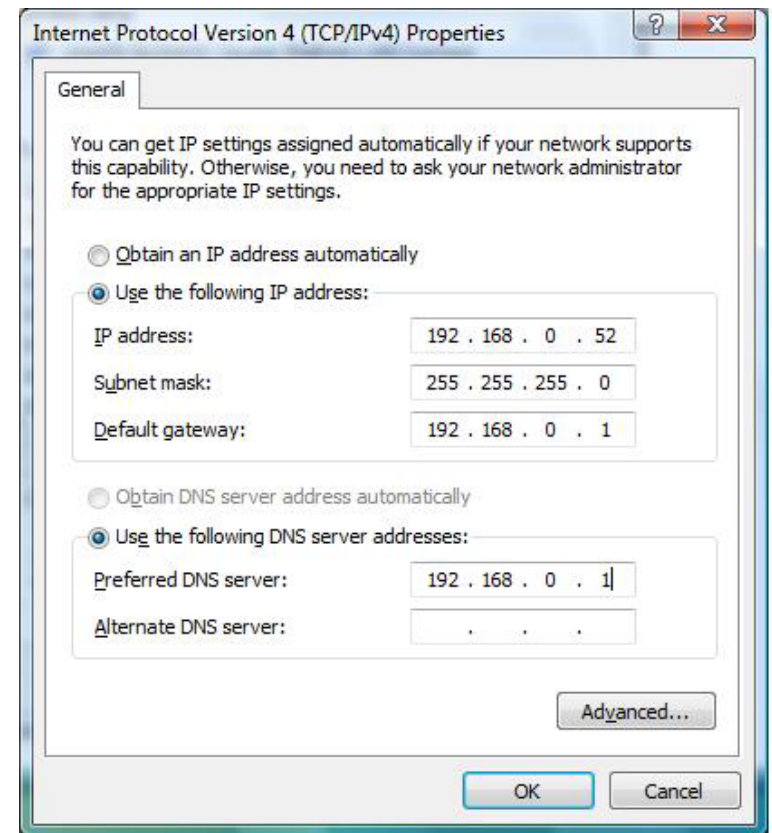 Internet Protocol Version 4 (TCP/IPv4) Properties
General
You can get IP settings assigned automatically if your network supports
this capability. Otherwise, you need to ask your network administrator
for the appropriate IP settings.
Obtain an IP address automatically
Use the following IP address:
IP address: 192 . 168 . 0 . 52
Subnet mask: 255 . 255 . 255 . 0
Default gateway: 192 . 168 . 0 . 1
Obtain DNS server address automatically
Use the following DNS server addresses:
Preferred DNS server: 192 . 168 . 0 . 1
Alternate DNS server: . . .
Advanced...
OK Cancel